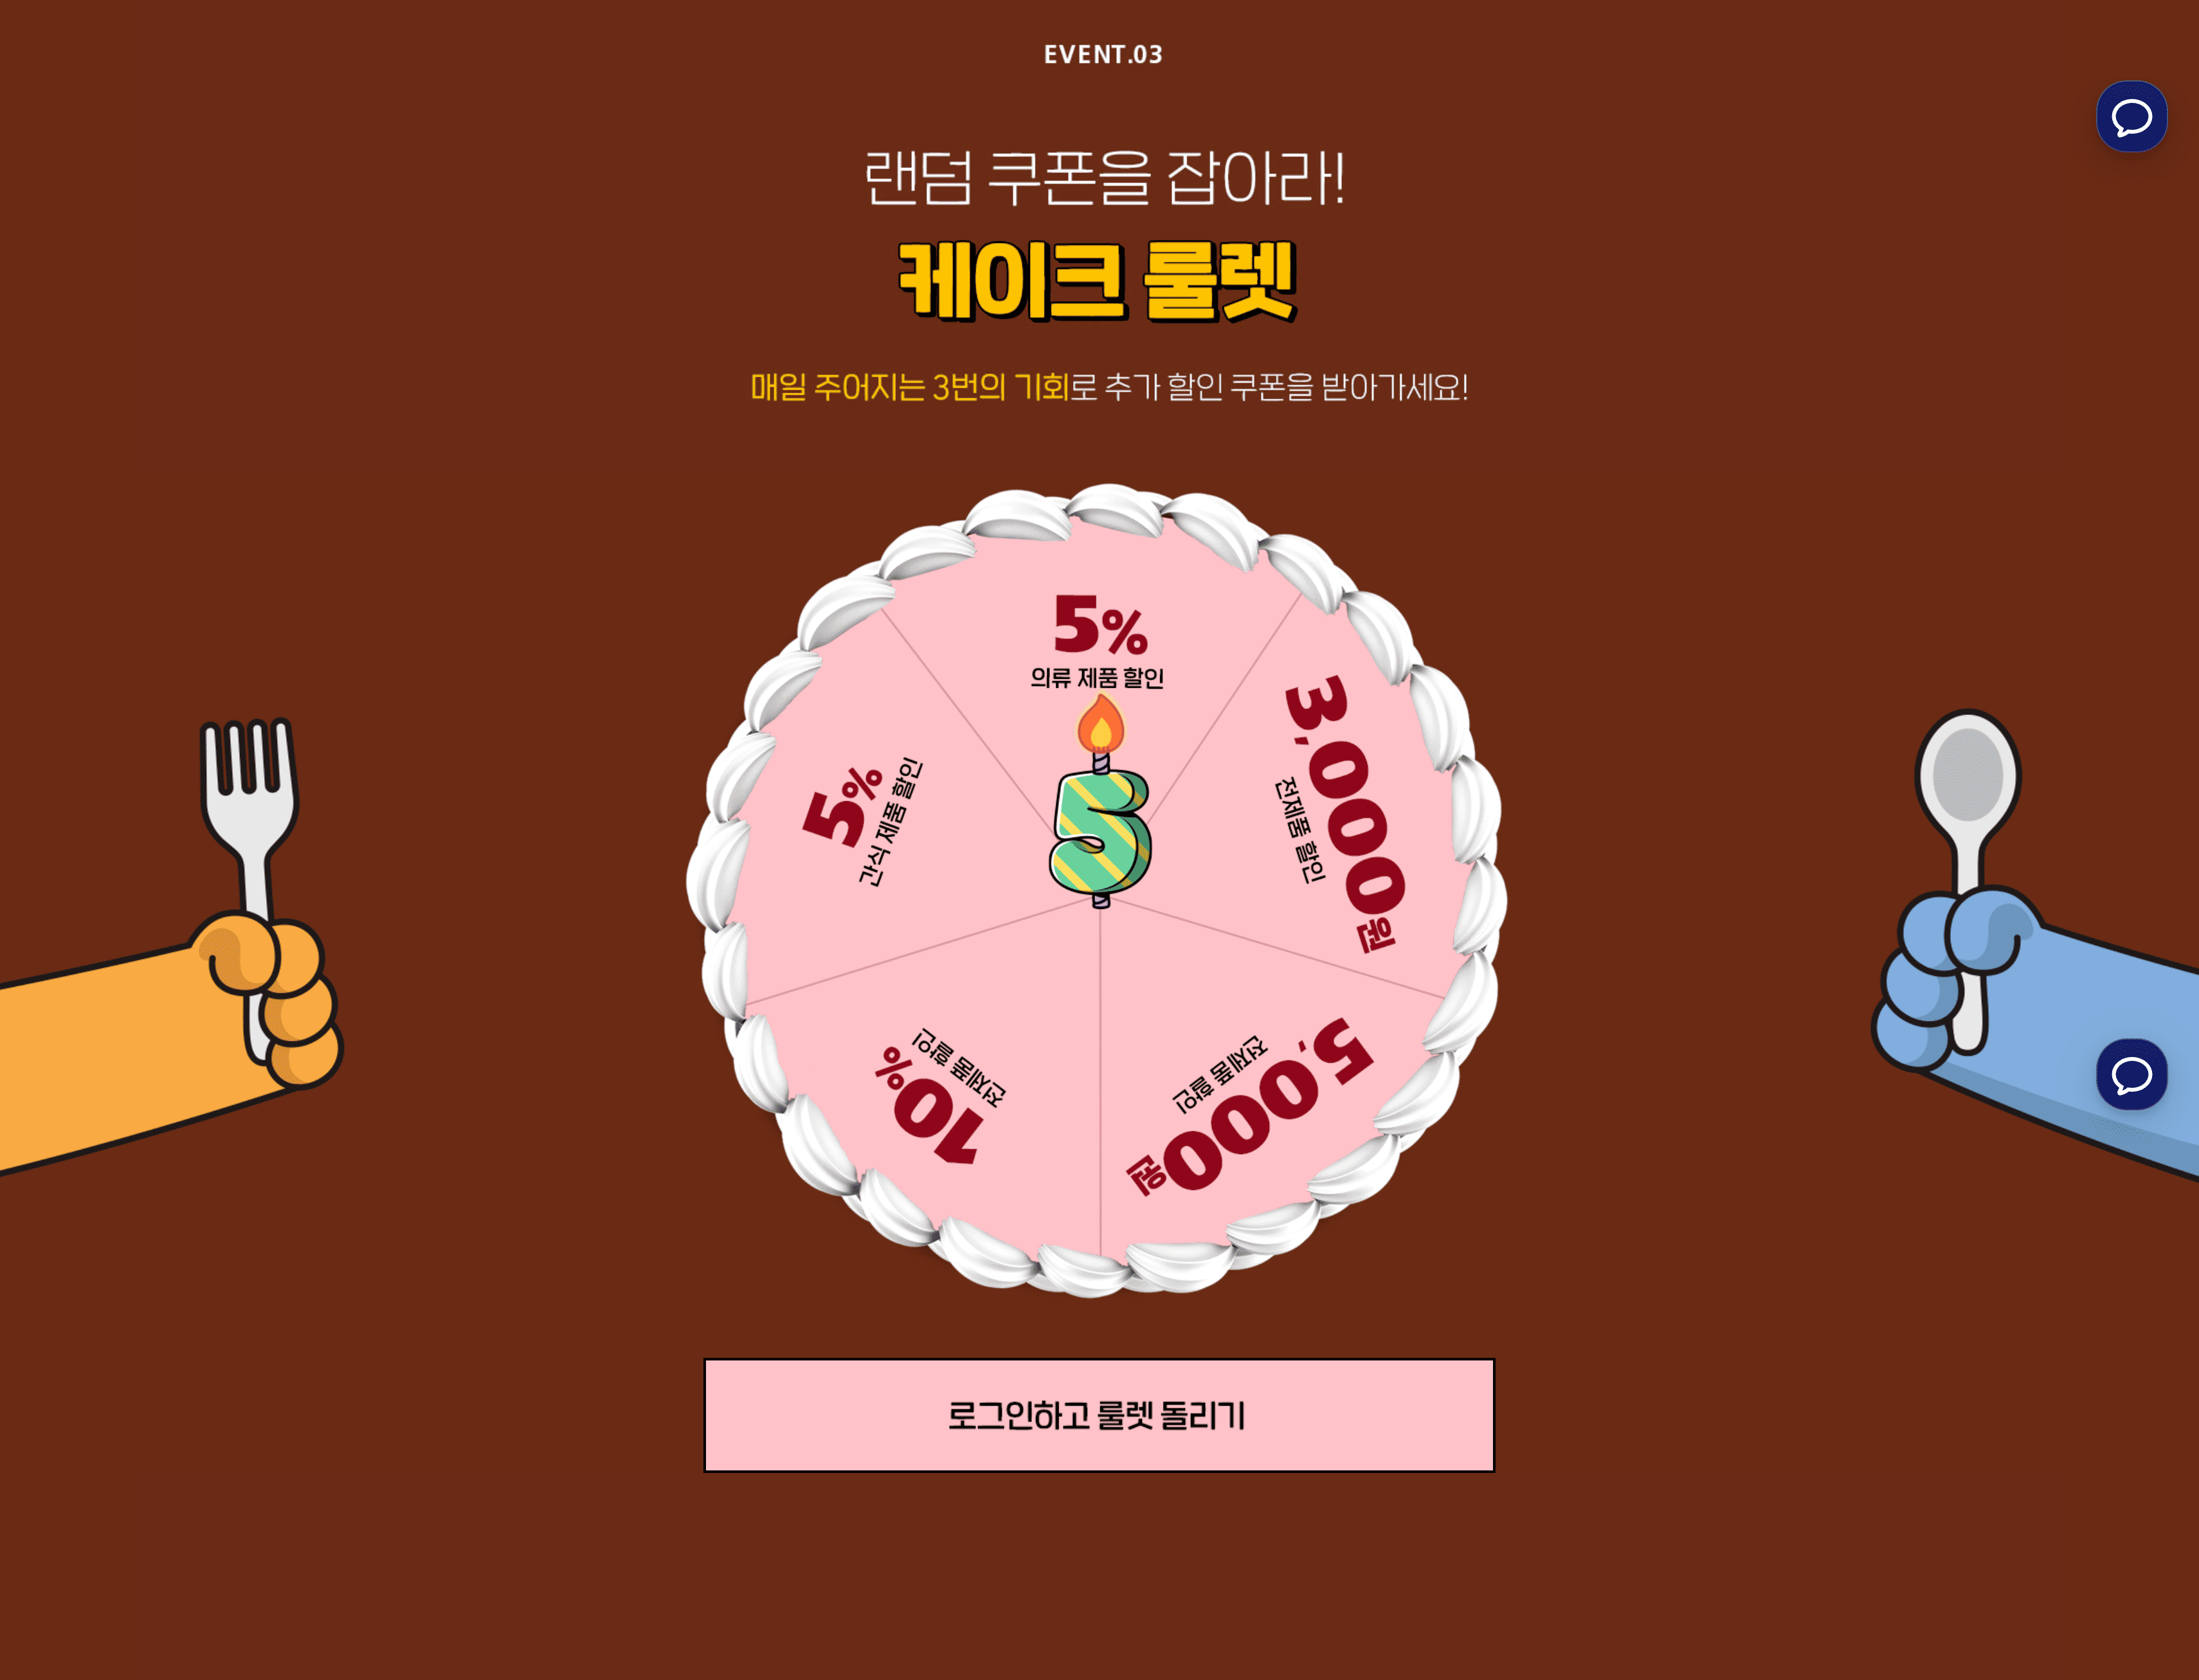 EVENT.03
랜덤 쿠폰을 잡아라!
케이크 룰렛
매일 주어지는 3번의 기회로 추가 할인 쿠폰을 받아가세요!
5%
의류 제품 할인
3,000원
전제품 할인
5,000원
전제품 할인
10%
전제품 할인
5%
간식 제품 할인
5
로그인하고 룰렛 돌리기